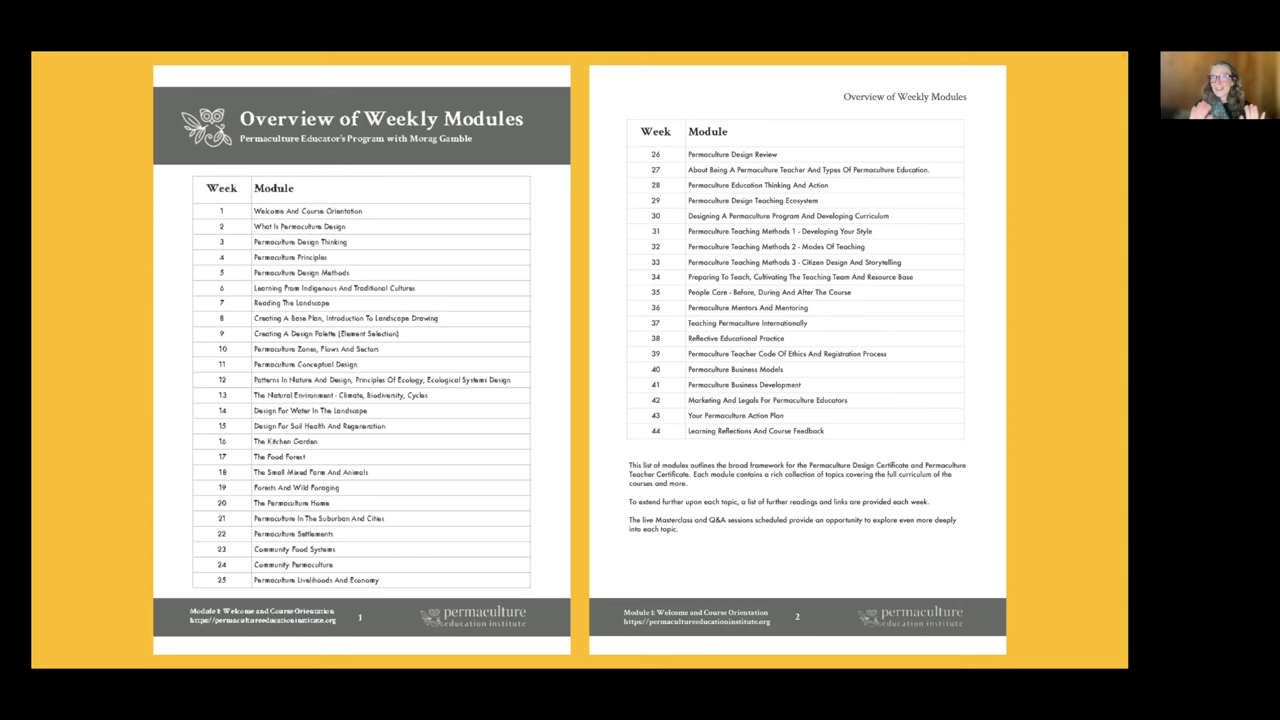 Overview of Weekly Modules
Permaculture Educator's Program with Morag Gamble
Week Module
1 Welcome And Course Orientation
2 What Is Permaculture Design
3 Permaculture Design Thinking
4 Permaculture Principles
5 Permaculture Design Methods
6 Learning From Indigenous And Traditional Cultures
7 Reading The Landscape
8 Creating A Base Plan, Introduction To Landscape Drawing
9 Creating A Design Palette (Element Selection)
10 Permaculture Zones, Flows And Sectors
11 Permaculture Conceptual Design
12 Patterns In Nature And Design, Principles Of Ecology, Ecological Systems Design
13 The Natural Environment - Climate, Biodiversity, Cycles
14 Design For Water In The Landscape
15 Design For Soil Health And Regeneration
16 The Kitchen Garden
17 The Food Forest
18 The Small Mixed Farm And Animals
19 Forests And Wild Foraging
20 The Permaculture Home
21 Permaculture In The Suburban And Cities
22 Permaculture Settlements
23 Community Food Systems
24 Community Permaculture
25 Permaculture Livelihoods And Economy
Module 1: Welcome and Course Orientation
https://permacultureeducationinstitute.org
1
permaculture
education institute
Overview of Weekly Modules
Week Module
26 Permaculture Design Review
27 About Being A Permaculture Teacher And Types Of Permaculture Education.
28 Permaculture Education Thinking And Action
29 Permaculture Design Teaching Ecosystem
30 Designing A Permaculture Program And Developing Curriculum
31 Permaculture Teaching Methods 1 - Developing Your Style
32 Permaculture Teaching Methods 2 - Modes Of Teaching
33 Permaculture Teaching Methods 3 - Citizen Design And Storytelling
34 Preparing To Teach, Cultivating The Teaching Team And Resource Base
35 People Care - Before, During And After The Course
36 Permaculture Mentors And Mentoring
37 Teaching Permaculture Internationally
38 Reflective Educational Practice
39 Permaculture Teacher Code Of Ethics And Registration Process
40 Permaculture Business Models
41 Permaculture Business Development
42 Marketing And Legals For Permaculture Educators
43 Your Permaculture Action Plan
44 Learning Reflections And Course Feedback
This list of modules outlines the broad framework for the Permaculture Design Certificate and Permaculture
Teacher Certificate. Each module contains a rich collection of topics covering the full curriculum of the
courses and more.
To extend further upon each topic, a list of further readings and links are provided each week.
The live Masterclass and Q&A sessions scheduled provide an opportunity to explore even more deeply
into each topic.
Module 1: Welcome and Course Orientation
https://permacultureeducationinstitute.org
2
permaculture
education institute